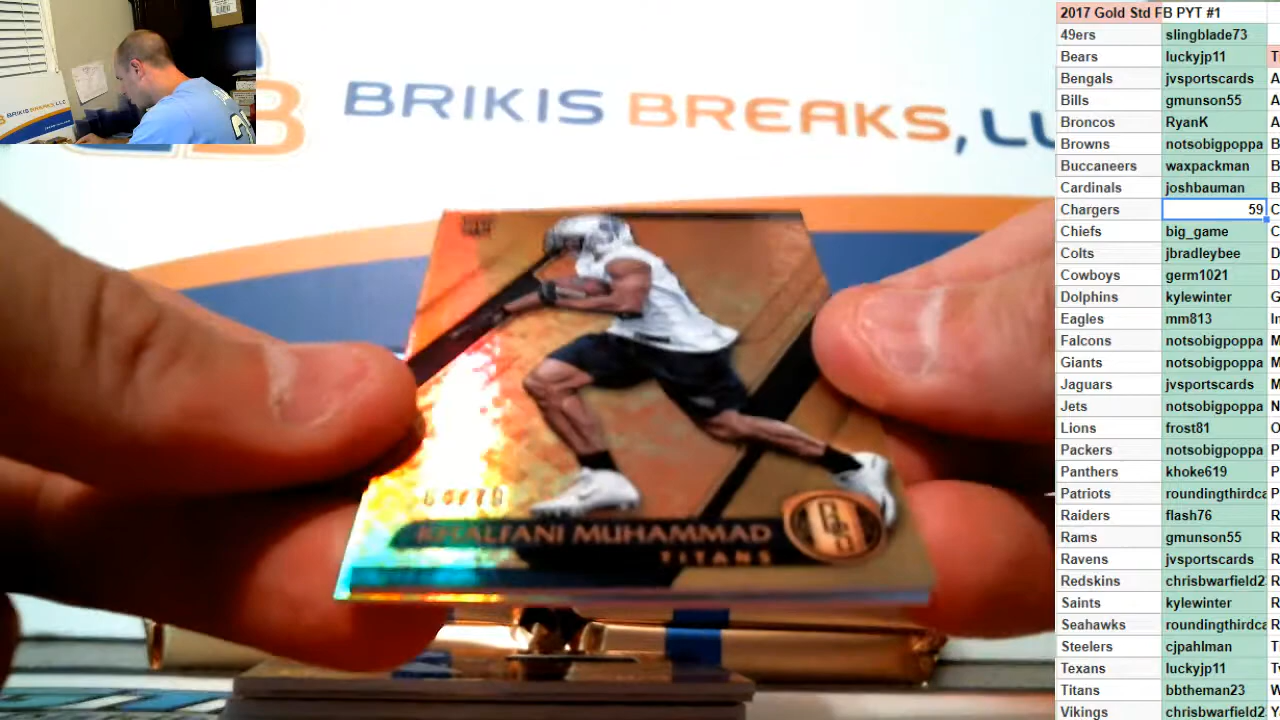 BRIKIS BREAKS, LL
KHALFANI MUHAMMAD
TITANS
2017 Gold Std FB PYT #1
49ers slingblade73
Bears luckyjp11 T
Bengals jvsportscards A
Bills gmunson55 A
Broncos RyanK A
Browns notsobigpoppa B
Buccaneers waxpackman B
Cardinals joshbauman B
Chargers 59 C
Chiefs big_game C
Colts jbradleybee D
Cowboys germ1021 D
Dolphins kylewinter G
Eagles mm813 In
Falcons notsobigpoppa M
Giants notsobigpoppa M
Jaguars jvsportscards M
Jets notsobigpoppa N
Lions frost81 O
Packers notsobigpoppa P
Panthers khoke619 P
Patriots roundingthirdca P
Raiders flash76 R
Rams gmunson55 R
Ravens jvsportscards R
Redskins chrisbwarfield2 R
Saints kylewinter R
Seahawks roundingthirdca R
Steelers cjpahlman Ti
Texans luckyjp11 Tv
Titans bbtheman23 W
Vikings chrisbwarfield2 Y